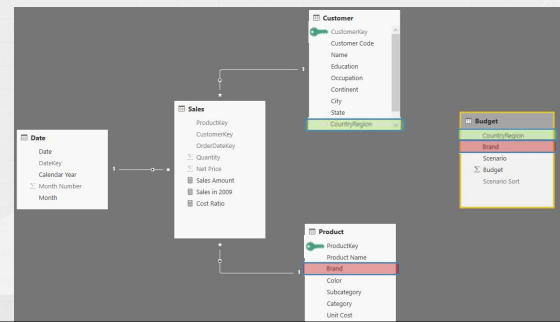 Customer
CustomerKey
Customer Code
Name
Education
Occupation
Continent
City
State
CountryRegion
1
*
Sales
ProductKey
CustomerKey
OrderDateKey
Σ Quantity
Σ Net Price
Sales Amount
Sales in 2009
Cost Ratio
Date
Date
DateKey
Calendar Year
Σ Month Number
Month
1
*
Budget
CountryRegion
Brand
Scenario
Σ Budget
Scenario Sort
*
1
Product
ProductKey
Product Name
Brand
Color
Subcategory
Category
Unit Cost